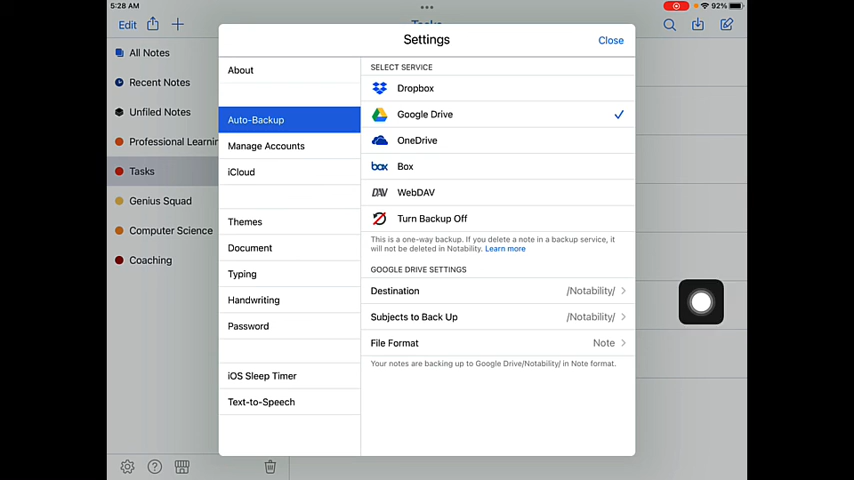 5:28 AM
92%
Edit
Tasks
All Notes
Recent Notes
Unfiled Notes
Professional Learnin
Tasks
Genius Squad
Computer Science
Coaching
Settings
Close
About
Auto-Backup
Manage Accounts
iCloud
Themes
Document
Typing
Handwriting
Password
iOS Sleep Timer
Text-to-Speech
SELECT SERVICE
Dropbox
Google Drive
OneDrive
box Box
DAV WebDAV
Turn Backup Off
This is a one-way backup. If you delete a note in a backup service, it
will not be deleted in Notability. Learn more
GOOGLE DRIVE SETTINGS
Destination /Notability/
Subjects to Back Up /Notability/
File Format Note
Your notes are backing up to Google Drive/Notability/ in Note format.